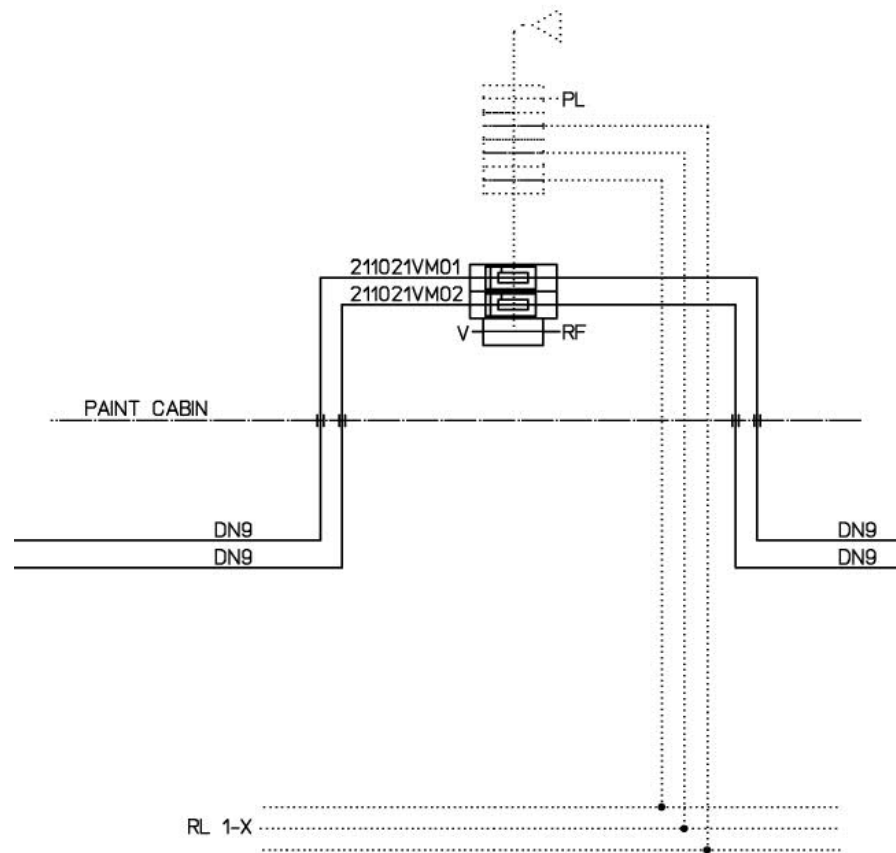 PL
211021VM01
211021VM02
V RF
PAINT CABIN
DN9 DN9
DN9 DN9
RL 1-X